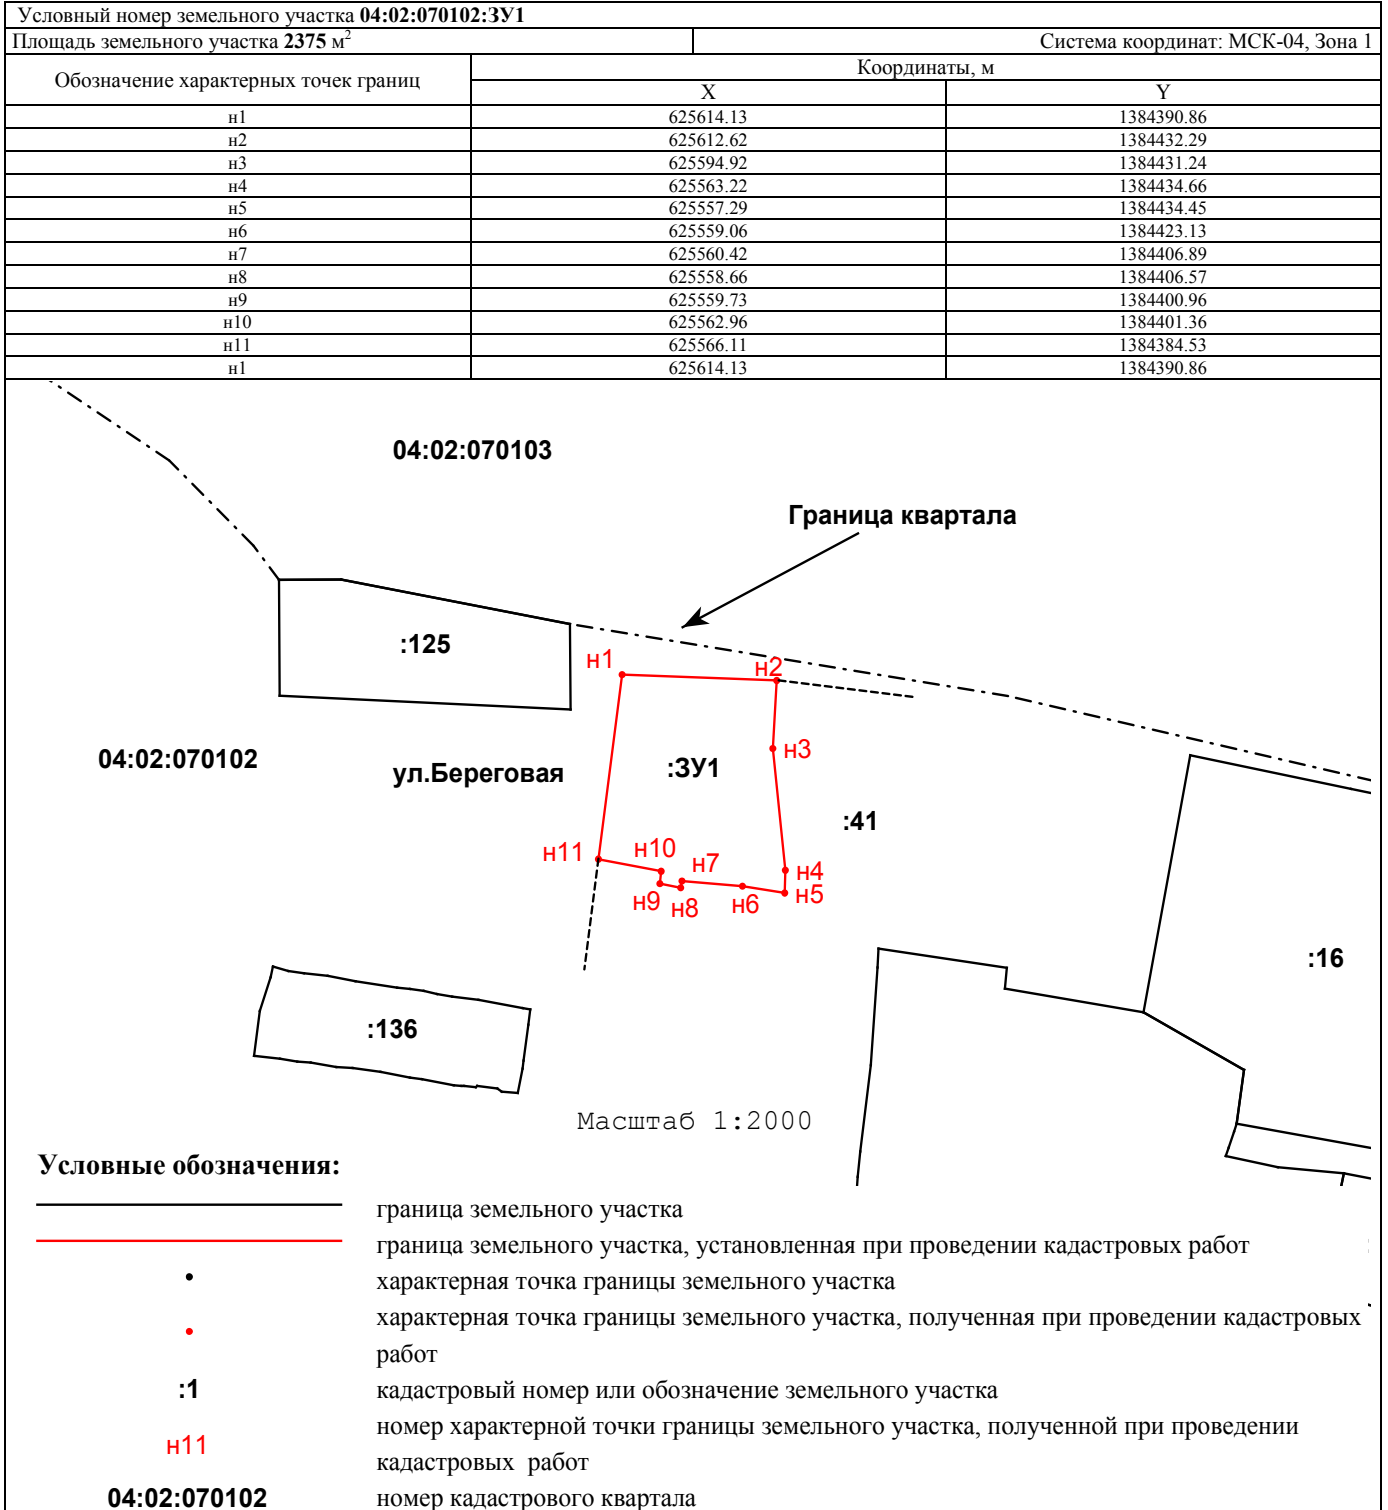 Условный номер земельного участка 04:02:070102:ЗУ1
Площадь земельного участка 2375 м²
Система координат: МСК-04, Зона 1
Обозначение характерных точек границ
Координаты, м
X
Y
н1 625614.13 1384390.86
н2 625612.62 1384432.29
н3 625594.92 1384431.24
н4 625563.22 1384434.66
н5 625557.29 1384434.45
н6 625559.06 1384423.13
н7 625560.42 1384406.89
н8 625558.66 1384406.57
н9 625559.73 1384400.96
н10 625562.96 1384401.36
н11 625566.11 1384384.53
н1 625614.13 1384390.86
04:02:070103
Граница квартала
:125
н1
н2
н3
04:02:070102
ул.Береговая
:ЗУ1
:41
н11
н10
н7
н4
н9
н8
н6
н5
:16
:136
Масштаб 1:2000
Условные обозначения:
граница земельного участка
граница земельного участка, установленная при проведении кадастровых работ
характерная точка границы земельного участка
характерная точка границы земельного участка, полученная при проведении кадастровых
работ
:1 кадастровый номер или обозначение земельного участка
номер характерной точки границы земельного участка, полученной при проведении
н11
кадастровых работ
04:02:070102 номер кадастрового квартала